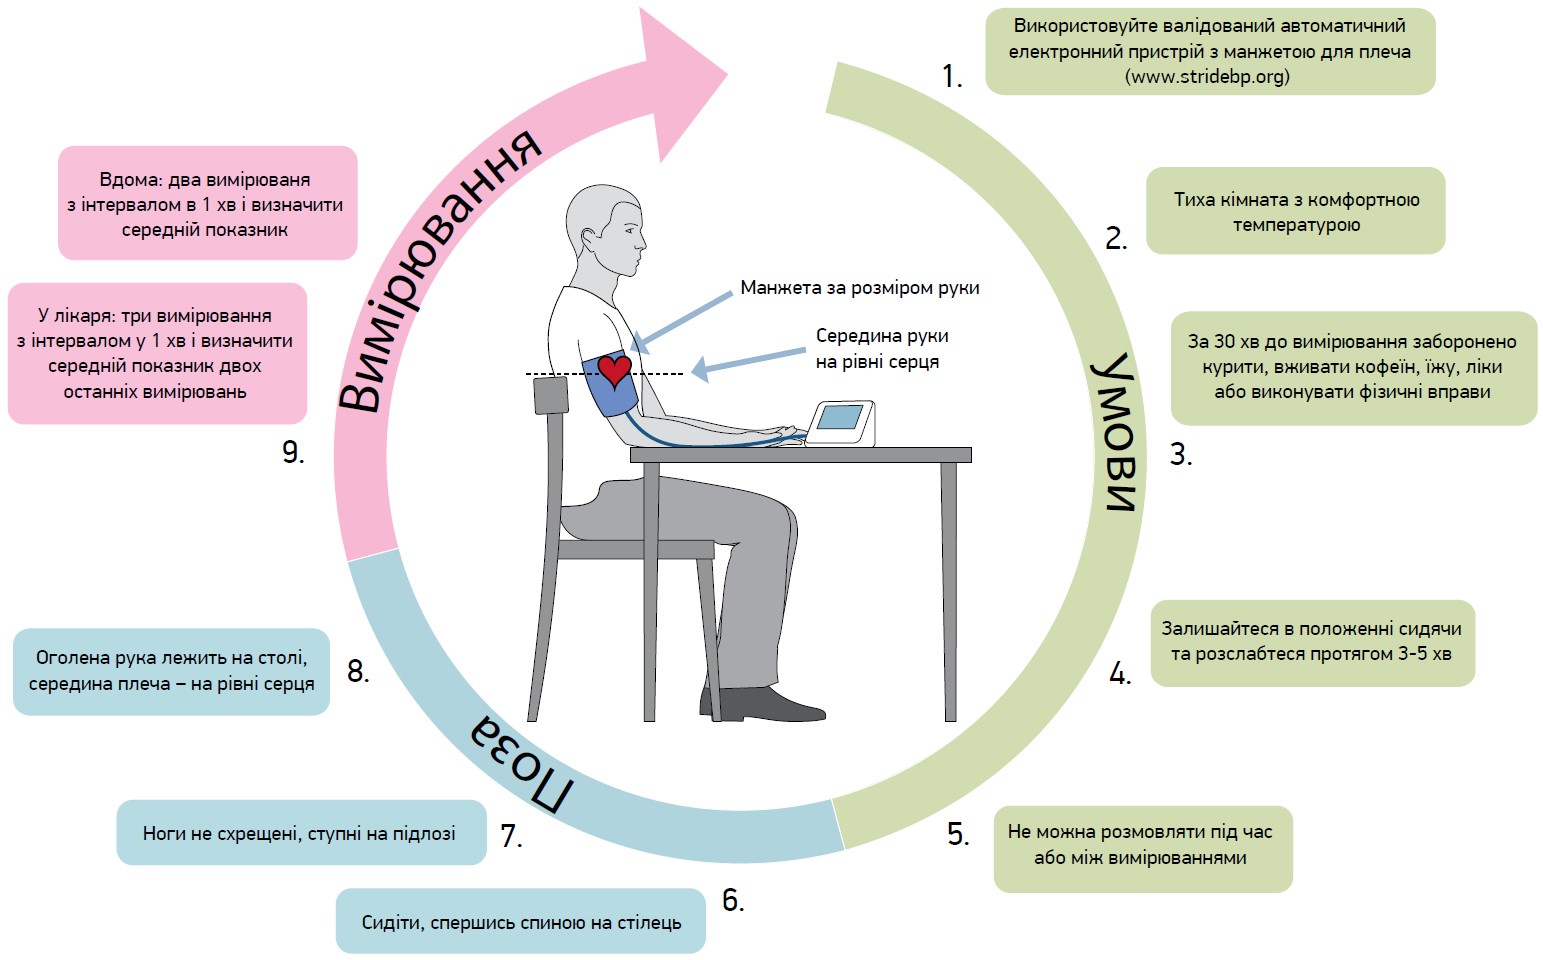 1.
Використовуйте валідований автоматичний
електронний пристрій з манжетою для плеча
(www.stridebp.org)
2.
Тиха кімната з комфортною
температурою
3.
За 30 хв до вимірювання заборонено
курити, вживати кофеїн, їжу, ліки
або виконувати фізичні вправи
Умови
4.
Залишайтеся в положенні сидячи
та розслабтеся протягом 3-5 хв
5.
Не можна розмовляти під час
або між вимірюваннями
6.
Сидіти, спершись спиною на стілець
7.
Ноги не схрещені, ступні на підлозі
Поза
8.
Оголена рука лежить на столі,
середина плеча – на рівні серця
9.
Вдома: два вимірюваня
з інтервалом в 1 хв і визначити
середній показник
У лікаря: три вимірювання
з інтервалом у 1 хв і визначити
середній показник двох
останніх вимірювань
Вимірювання
Манжета за розміром руки
Середина руки
на рівні серця